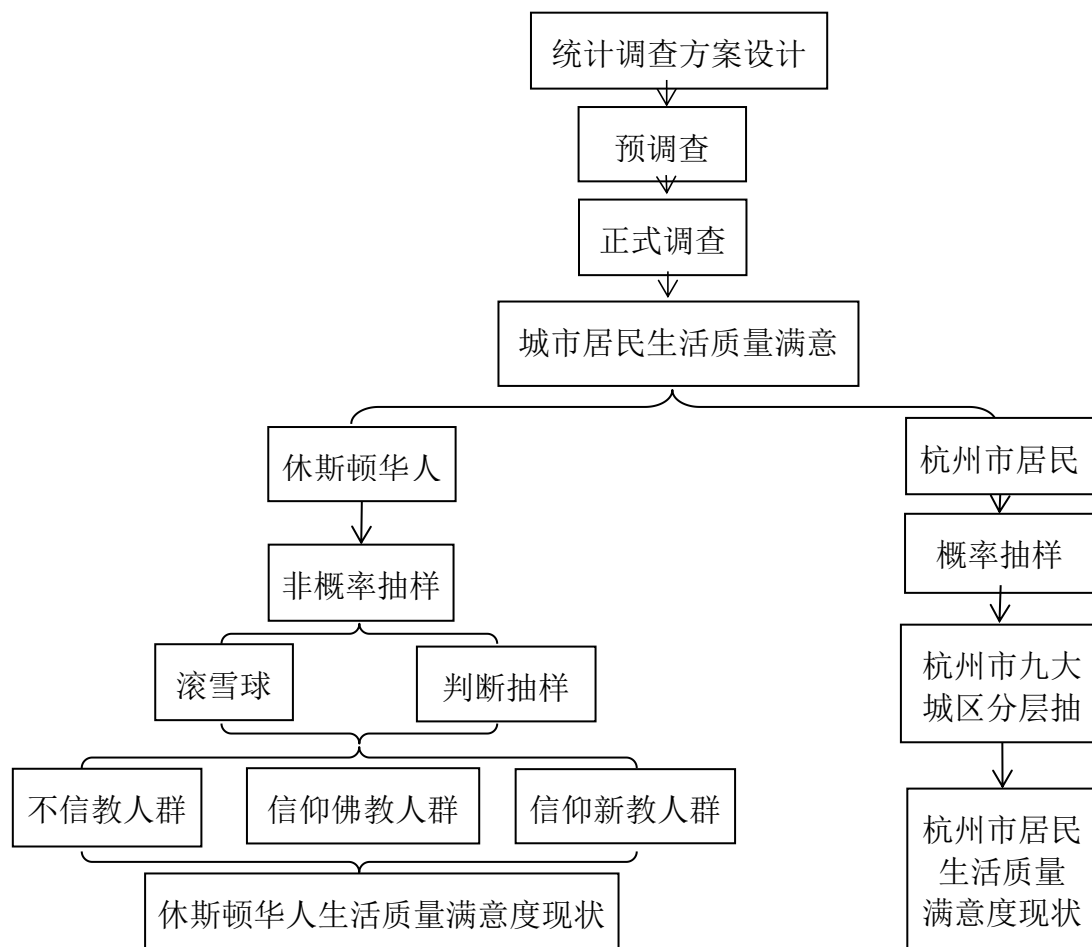 统计调查方案设计
预调查
正式调查
城市居民生活质量满意
休斯顿华人
杭州市居民
非概率抽样
概率抽样
滚雪球
判断抽样
杭州市九大
城区分层抽
不信教人群
信仰佛教人群
信仰新教人群
杭州市居民
生活质量
满意度现状
休斯顿华人生活质量满意度现状